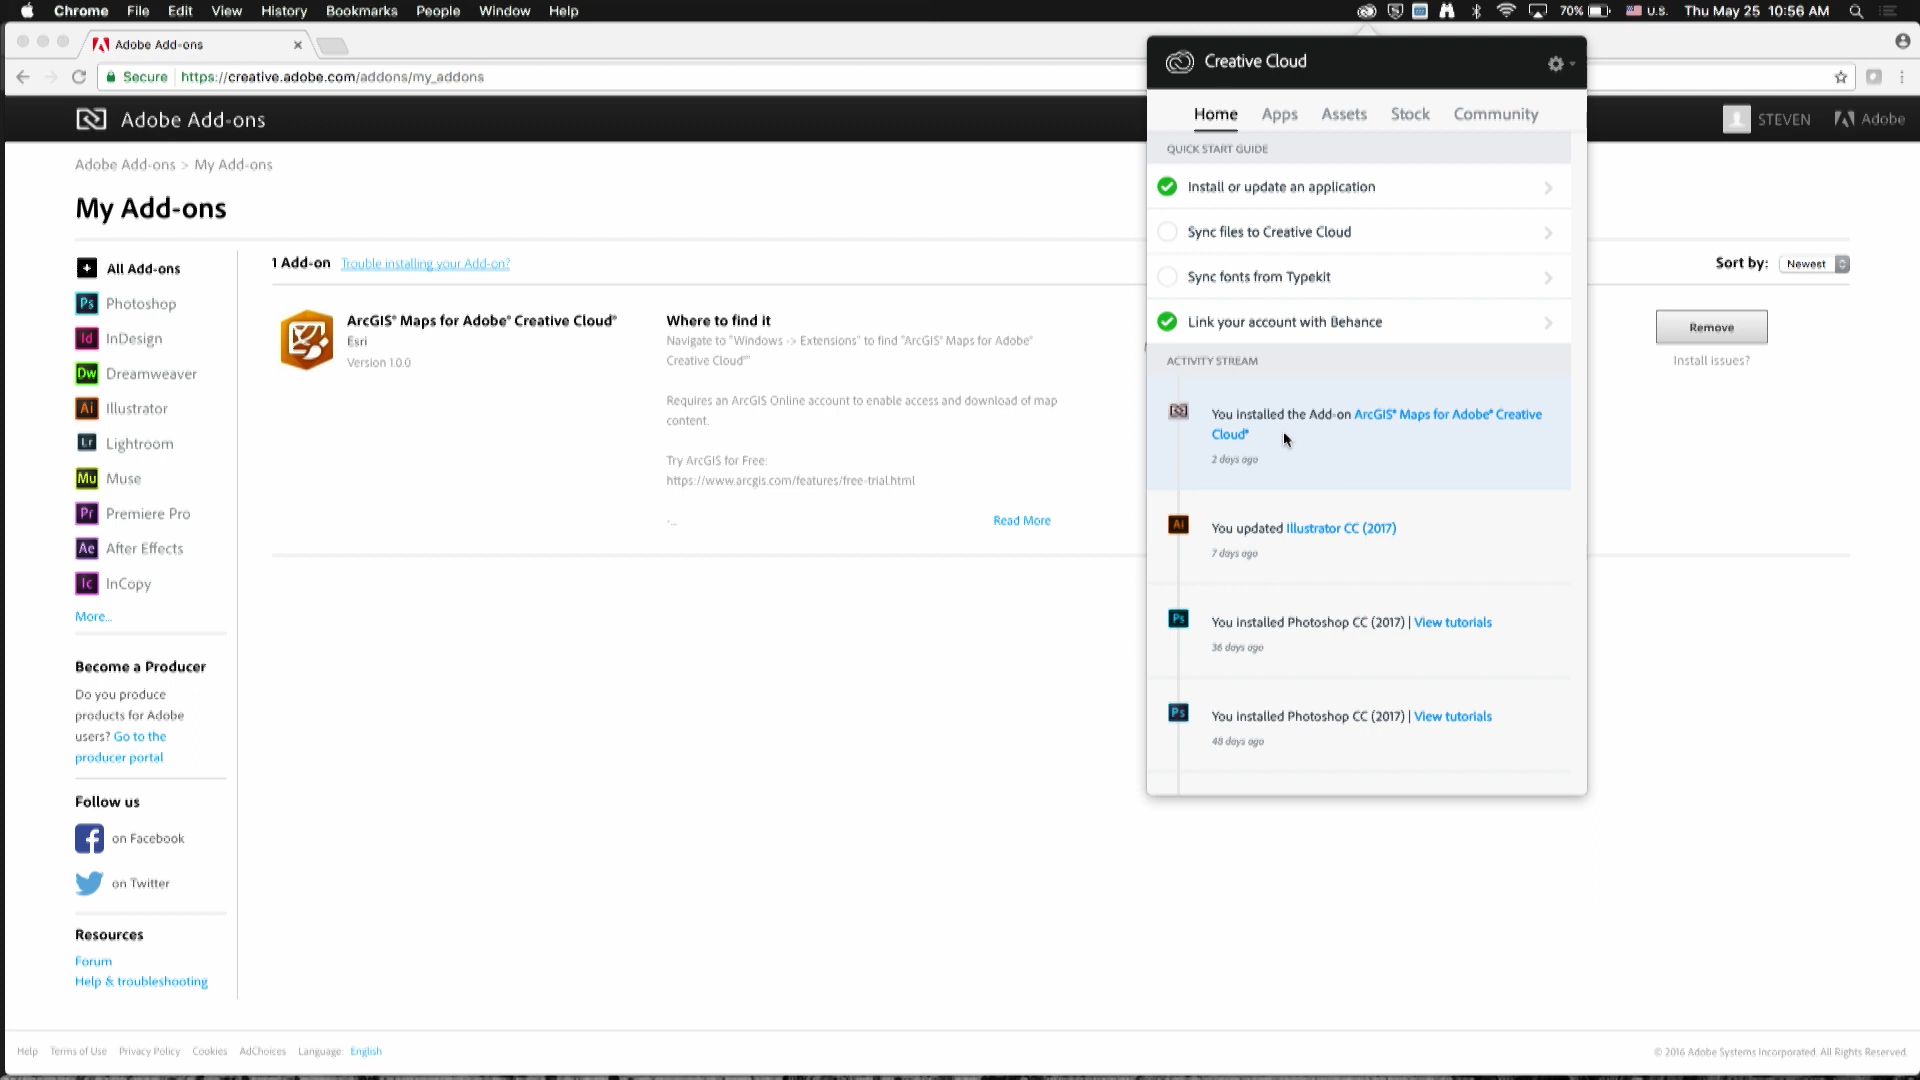 Chrome File Edit View History Bookmarks People Window Help
70% U.S. Thu May 25 10:56 AM
Adobe Add-ons
Secure https://creative.adobe.com/addons/my_addons
Adobe Add-ons
STEVEN Adobe
Adobe Add-ons > My Add-ons
My Add-ons
All Add-ons
Ps Photoshop
Id InDesign
Dw Dreamweaver
Ai Illustrator
Lr Lightroom
Mu Muse
Pr Premiere Pro
Ae After Effects
Ic InCopy
More...
Become a Producer
Do you produce
products for Adobe
users? Go to the
producer portal
Follow us
on Facebook
on Twitter
Resources
Forum
Help & troubleshooting
1 Add-on Trouble installing your Add-on?
Sort by: Newest
ArcGIS® Maps for Adobe® Creative Cloud®
Esri
Version 1.0.0
Where to find it
Navigate to "Windows -> Extensions" to find "ArcGIS® Maps for Adobe®
Creative Cloud®"
Requires an ArcGIS Online account to enable access and download of map
content.
Try ArcGIS for Free:
https://www.arcgis.com/features/free-trial.html
·...
Read More
Remove
Install issues?
Creative Cloud
Home Apps Assets Stock Community
QUICK START GUIDE
Install or update an application
Sync files to Creative Cloud
Sync fonts from Typekit
Link your account with Behance
ACTIVITY STREAM
You installed the Add-on ArcGIS® Maps for Adobe® Creative
Cloud®
2 days ago
Ai
You updated Illustrator CC (2017)
7 days ago
Ps
You installed Photoshop CC (2017) | View tutorials
36 days ago
Ps
You installed Photoshop CC (2017) | View tutorials
48 days ago
Help Terms of Use Privacy Policy Cookies AdChoices Language: English
© 2016 Adobe Systems Incorporated. All Rights Reserved.